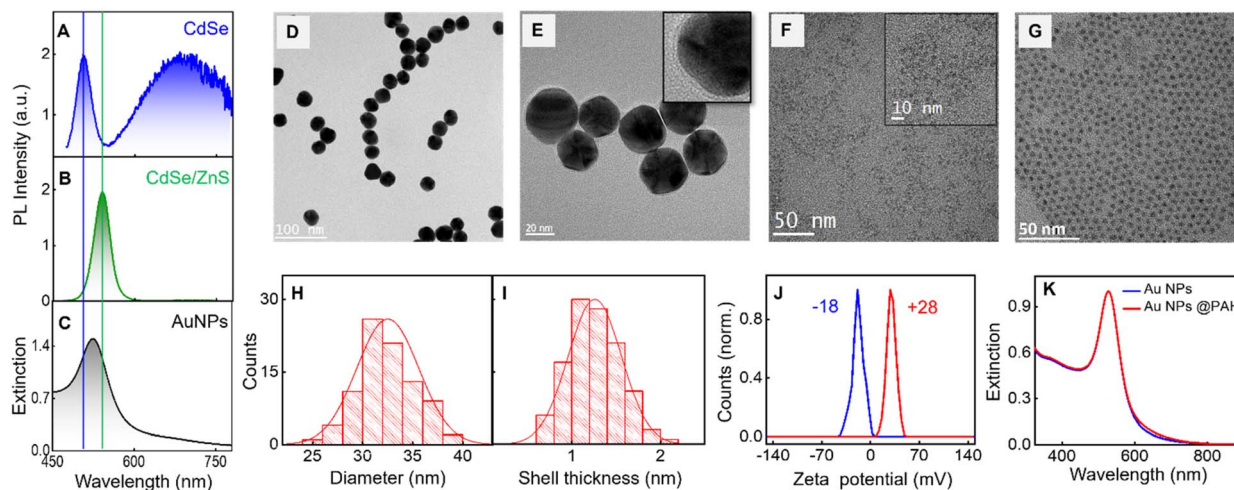 A
CdSe
2
1
PL Intensity (a.u.)
B
CdSe/ZnS
2
1
0
C
AuNPs
1.4
0.7
0.0
Extinction
450 600 750
Wavelength (nm)
D
100 nm
E
20 nm
F
10 nm
50 nm
G
50 nm
H
30
15
0
Counts
25 30 35 40
Diameter (nm)
I
1 2
Shell thickness (nm)
J
-18 +28
0.8
0.4
0.0
Counts (norm.)
-140 -70 0 70 140
Zeta potential (mV)
K
Au NPs
Au NPs @PAH
0.9
0.6
0.3
0.0
Extinction
400 600 800
Wavelength (nm)